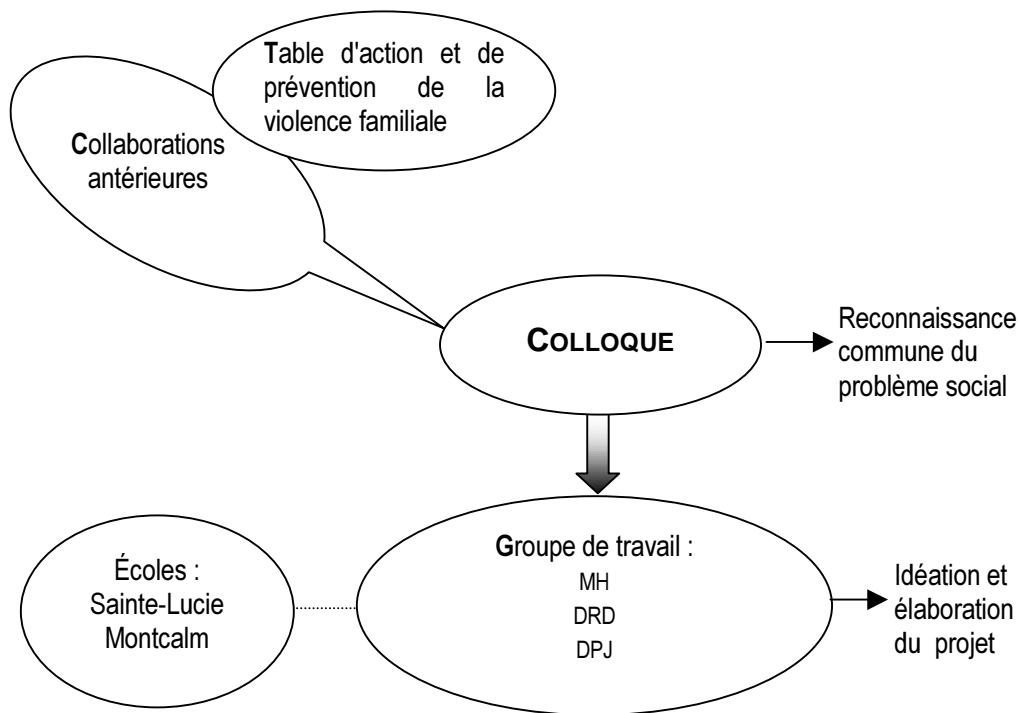 Table d'action et de
prévention de la
violence familiale
Collaborations
antérieures
COLLOQUE
Reconnaissance
commune du
problème social
Écoles :
Sainte-Lucie
Montcalm
Groupe de travail :
MH
DRD
DPJ
Idéation et
élaboration
du projet